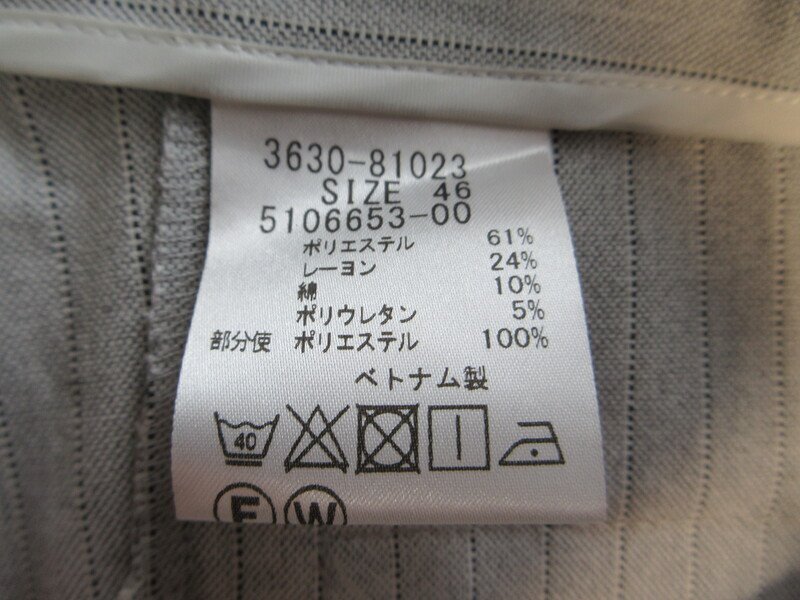 3630-81023
SIZE 46
5106653-00
ポリエステル 61%
レーヨン 24%
綿 10%
ポリウレタン 5%
部分使 ポリエステル 100%
ベトナム製
40
F W